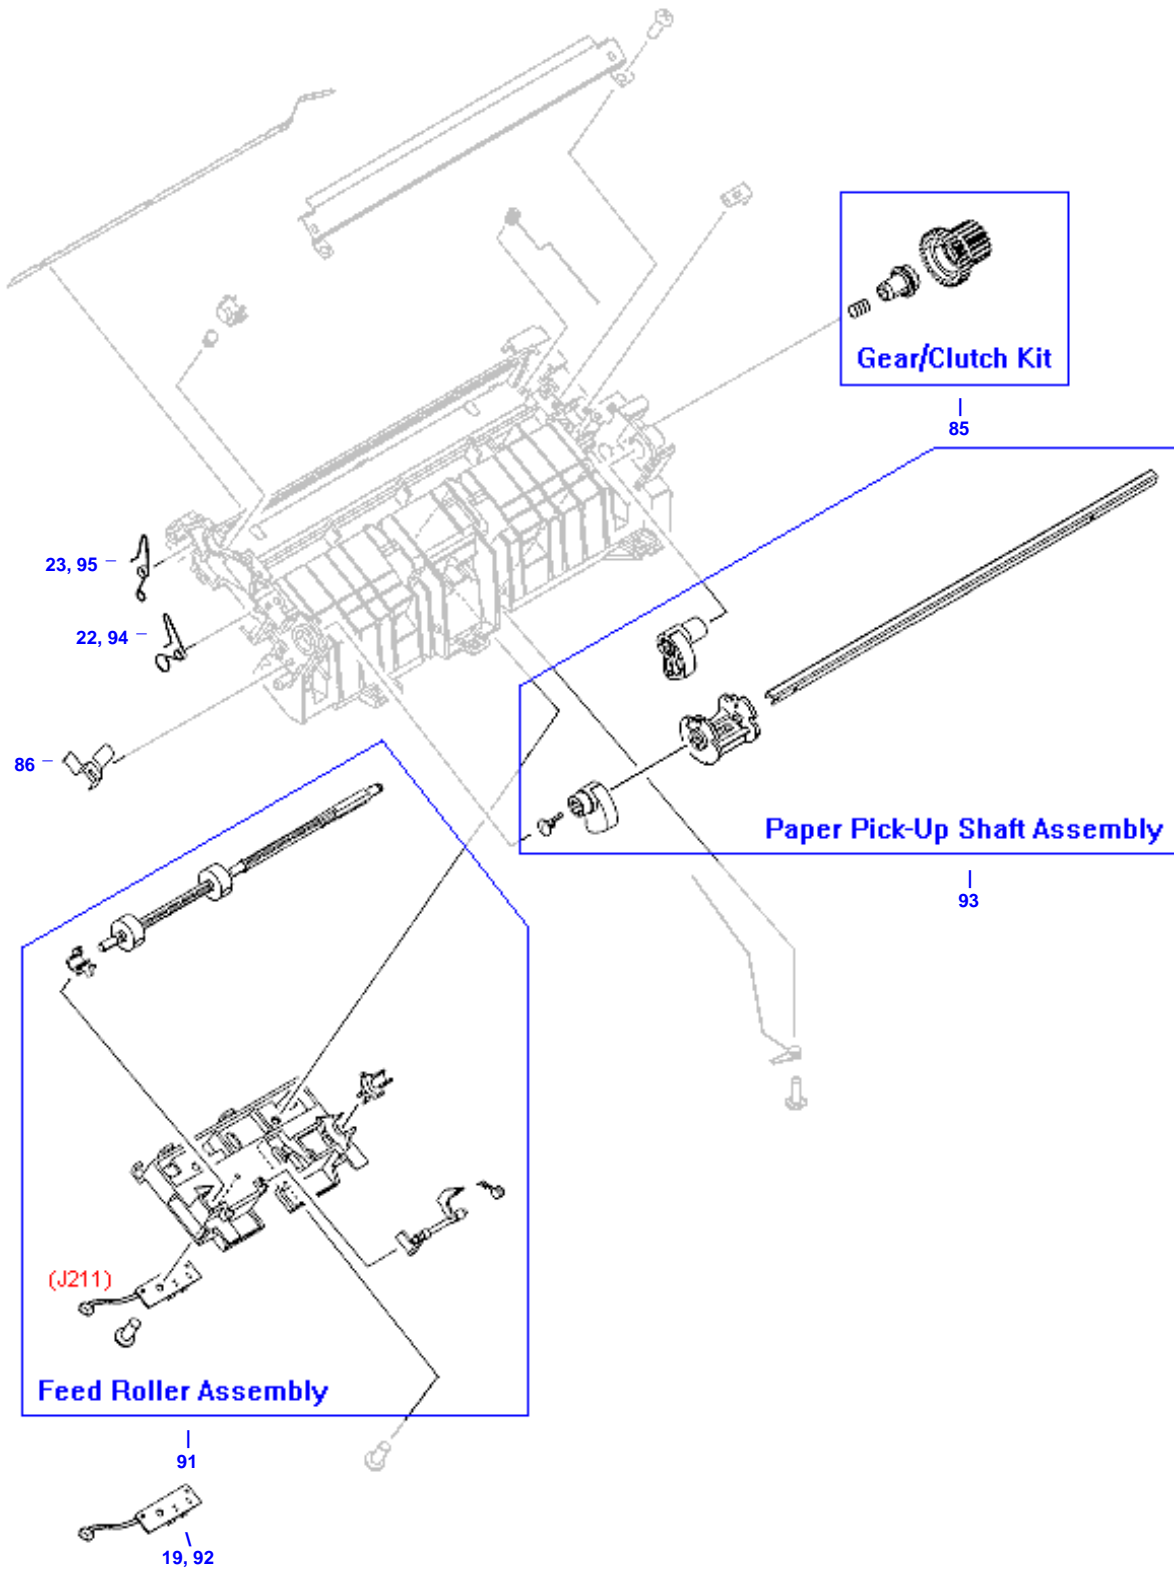 Gear/Clutch Kit
85
23, 95
22, 94
86
Paper Pick-Up Shaft Assembly
93
(J211)
Feed Roller Assembly
91
19, 92